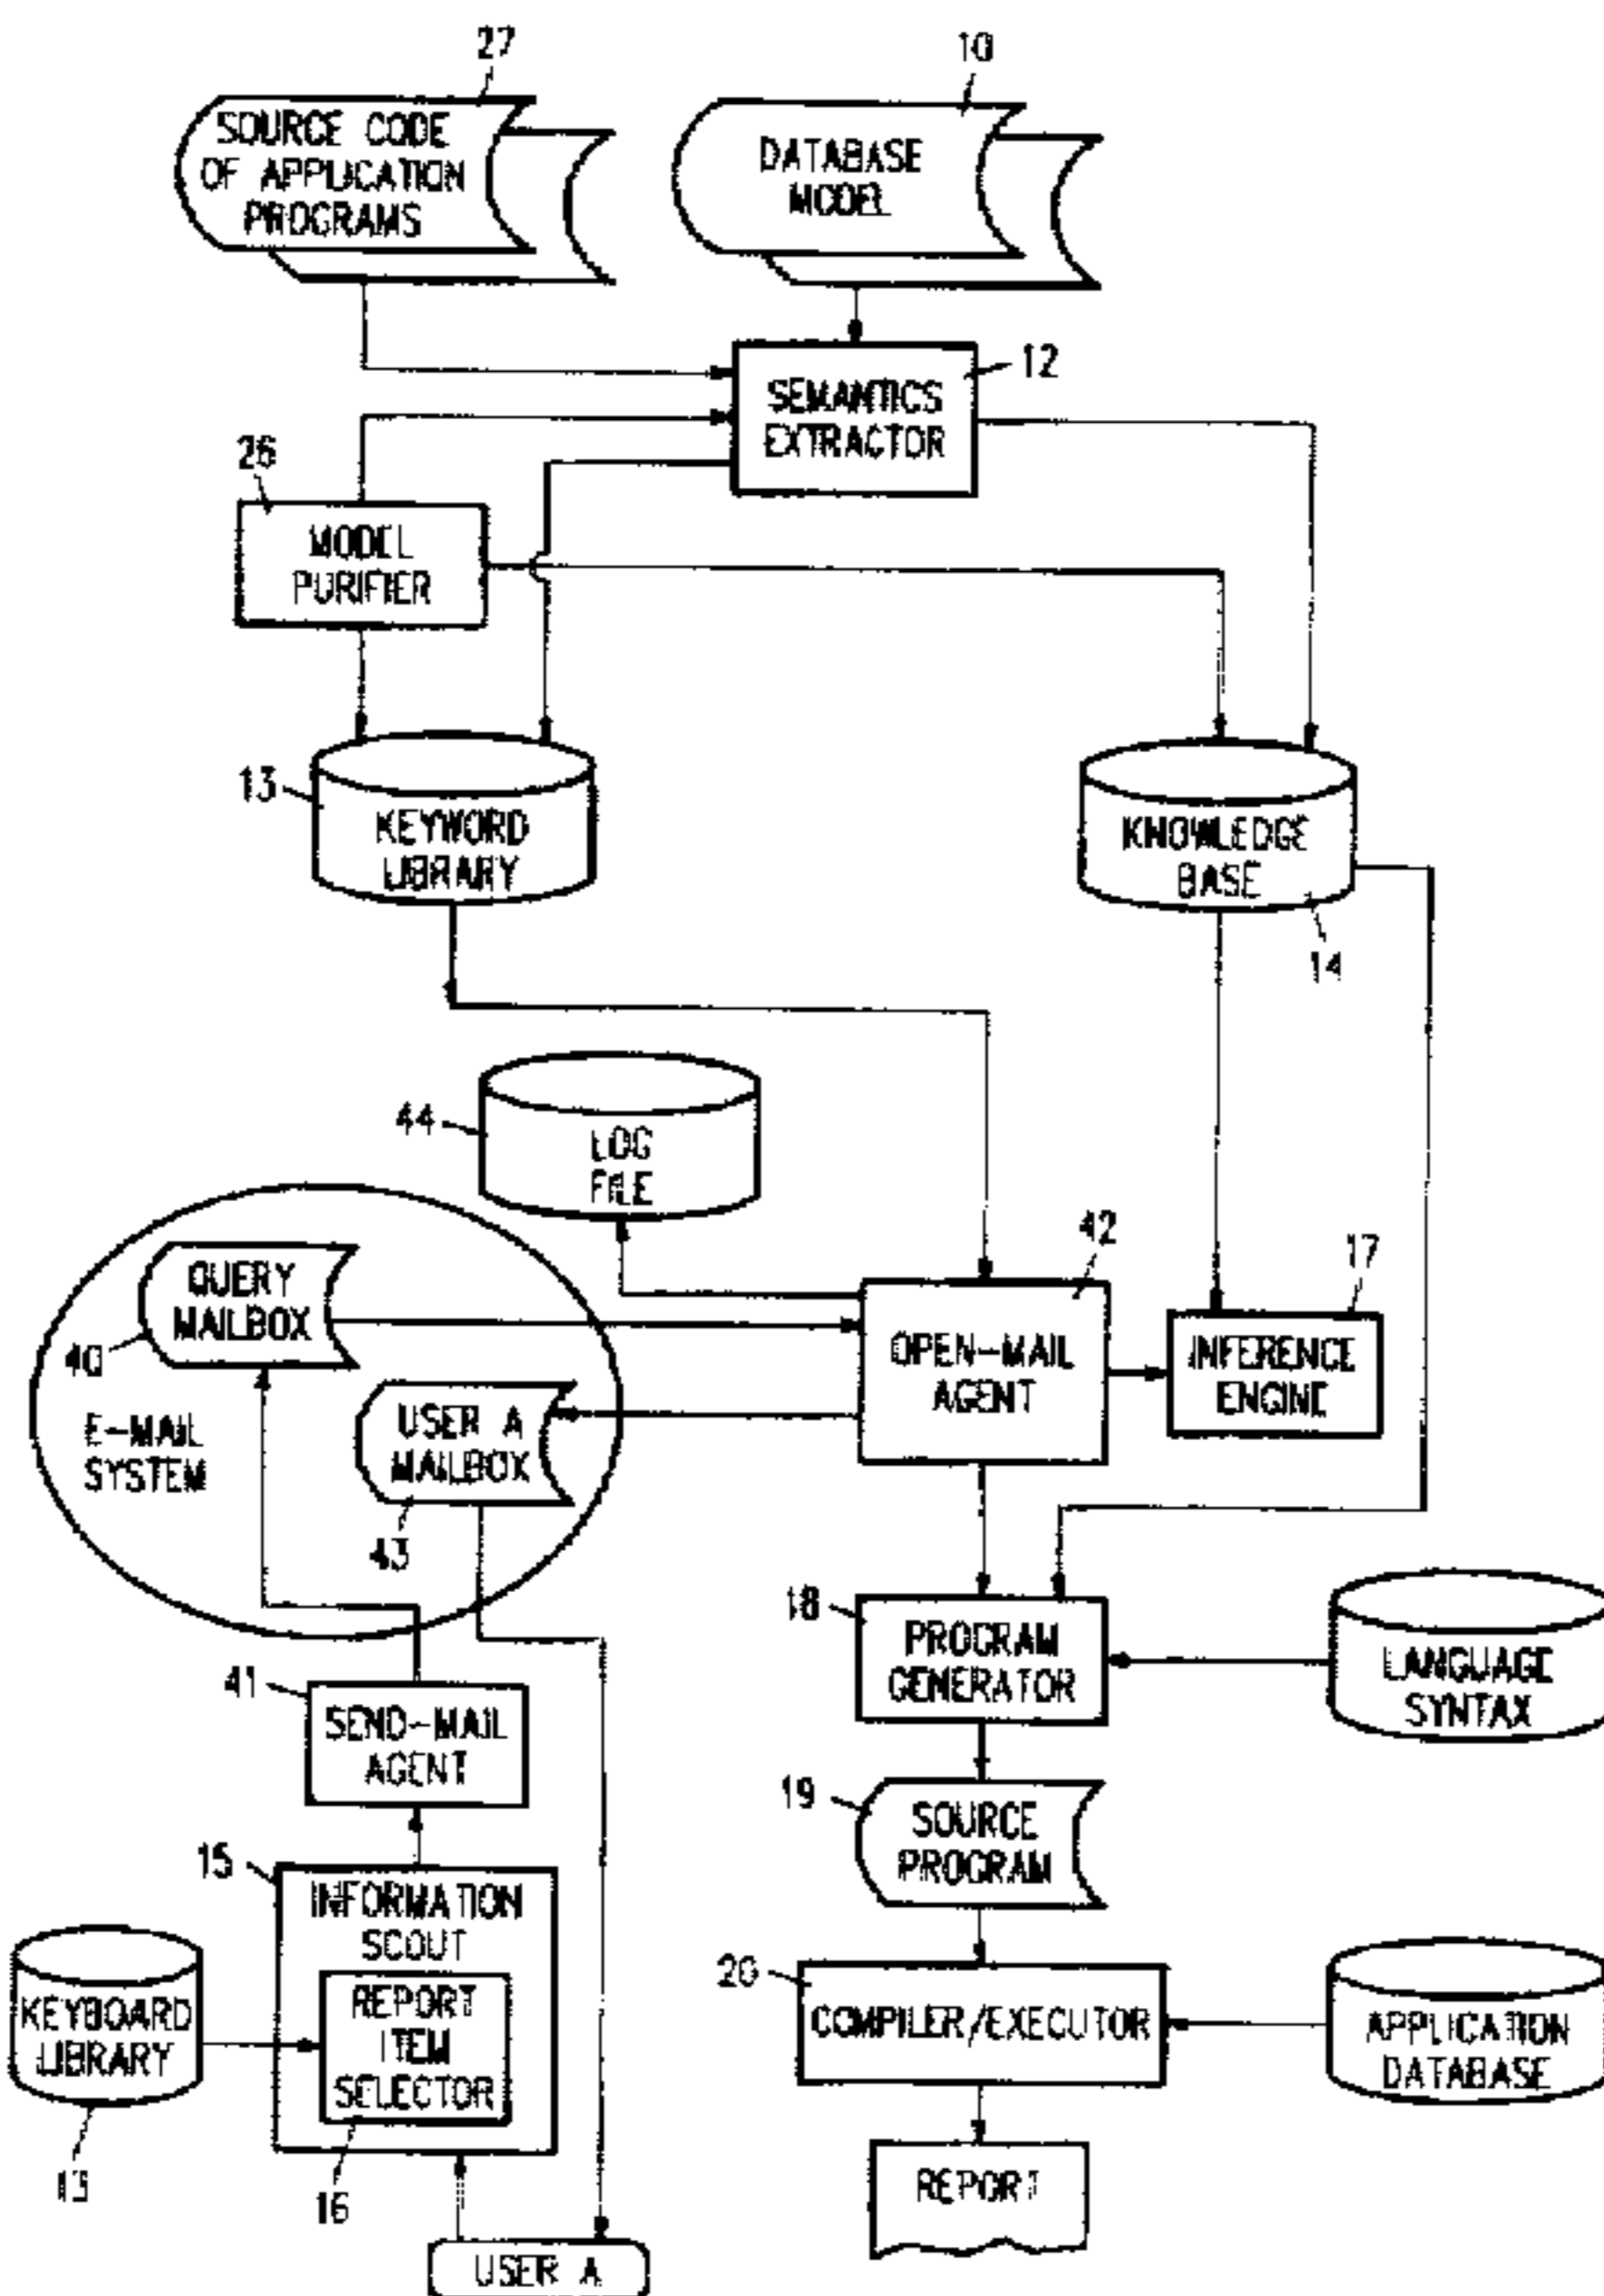 27
10
SOURCE CODE
OF APPLICATION
PROGRAMS
DATABASE
MODEL
12
SEMANTICS
EXTRACTOR
26
MODEL
PURIFIER
13
KEYWORD
LIBRARY
KNOWLEDGE
BASE
14
44
LOG
FILE
42
17
QUERY
MAILBOX
40
OPEN-MAIL
AGENT
INFERENCE
ENGINE
E-MAIL
SYSTEM
USER A
MAILBOX
43
18
PROGRAM
GENERATOR
LANGUAGE
SYNTAX
41
SEND-MAIL
AGENT
19
SOURCE
PROGRAM
15
INFORMATION
SCOUT
REPORT
ITEM
SELECTOR
KEYBOARD
LIBRARY
13
16
20
COMPILER/EXECUTOR
APPLICATION
DATABASE
REPORT
USER A